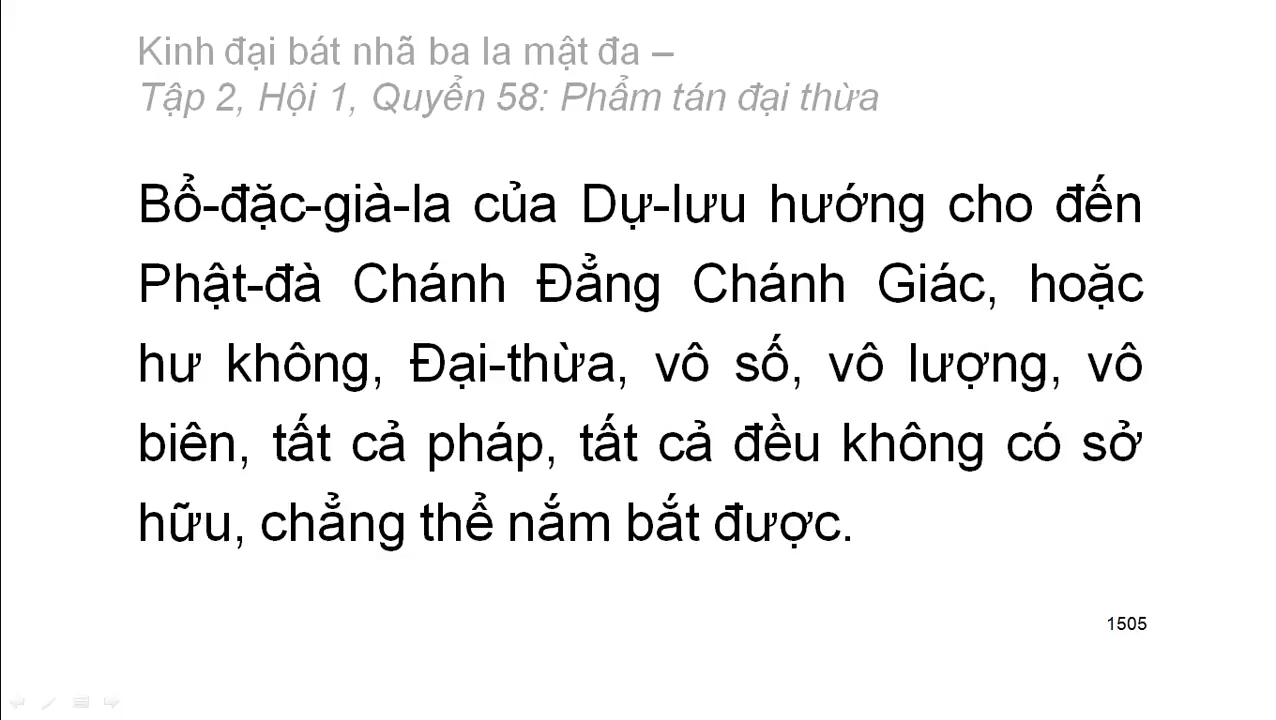 Kinh đại bát nhã ba la mật đa –
Tập 2, Hội 1, Quyển 58: Phẩm tán đại thừa
Bổ-đặc-già-la của Dự-lưu hướng cho đến
Phật-đà Chánh Đẳng Chánh Giác, hoặc
hư không, Đại-thừa, vô số, vô lượng, vô
biên, tất cả pháp, tất cả đều không có sở
hữu, chẳng thể nắm bắt được.
1505